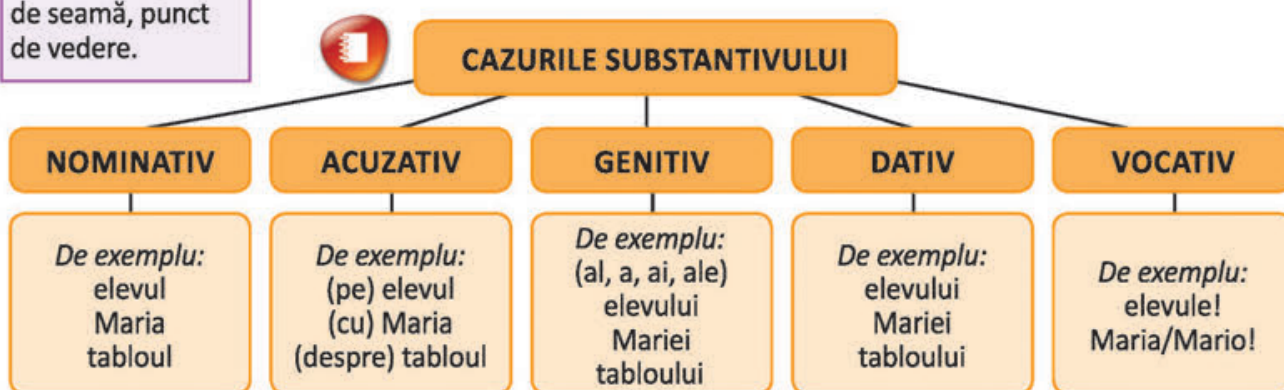 de seamă, punct
de vedere.
CAZURILE SUBSTANTIVULUI
NOMINATIV
De exemplu:
elevul
Maria
tabloul
ACUZATIV
De exemplu:
(pe) elevul
(cu) Maria
(despre) tabloul
GENITIV
De exemplu:
(al, a, ai, ale)
elevului
Mariei
tabloului
DATIV
De exemplu:
elevului
Mariei
tabloului
VOCATIV
De exemplu:
elevule!
Maria/Mario!